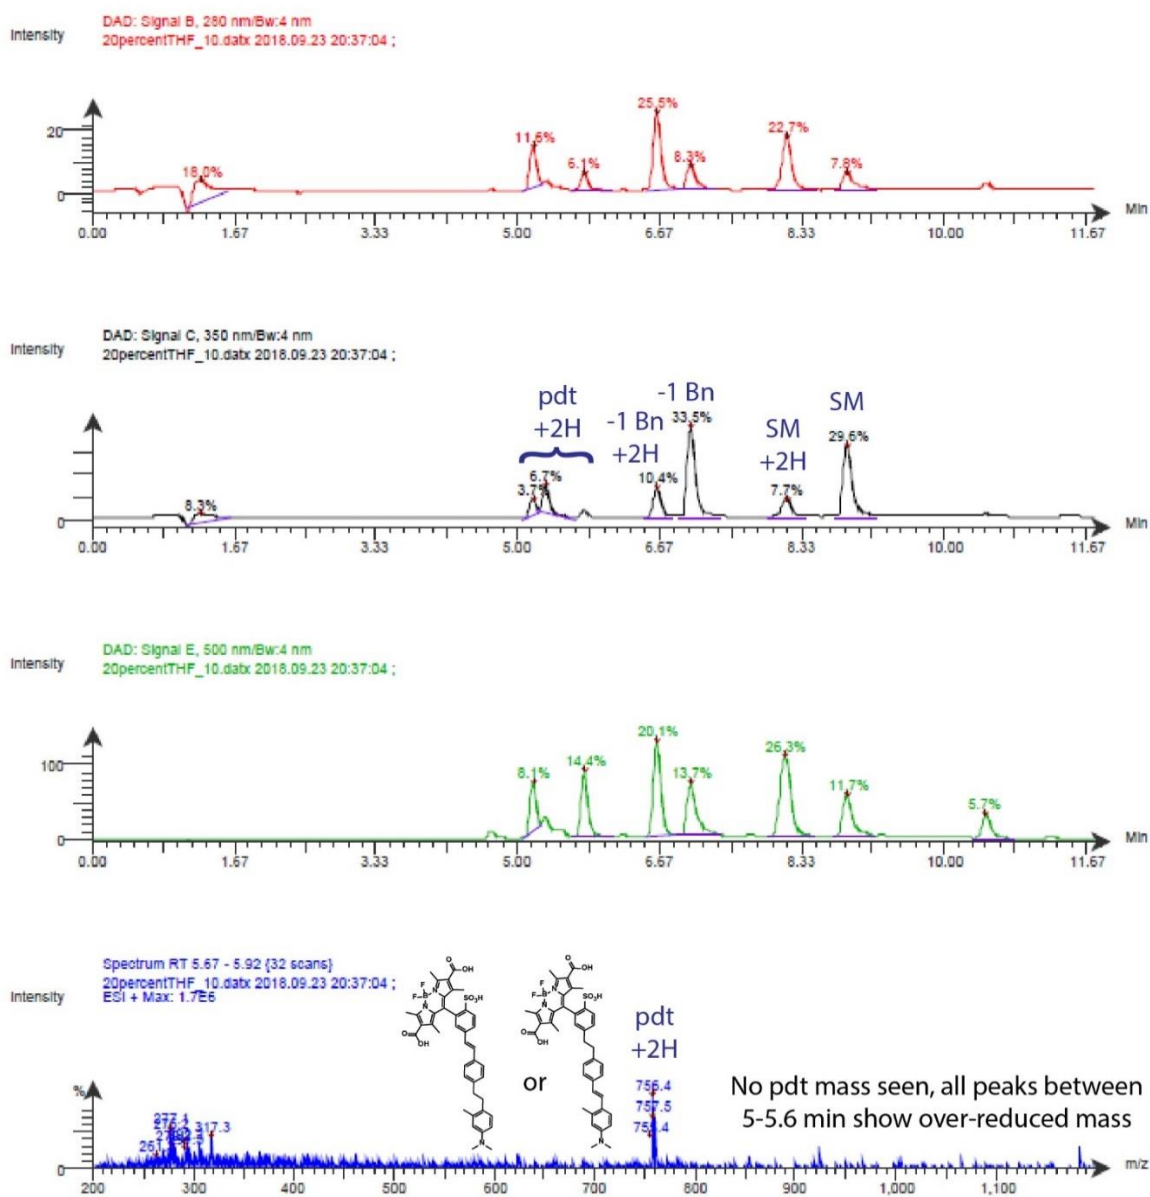 DAD: Signal B, 280 nm/Bw:4 nm
20percentTHF_10.datx 2018.09.23 20:37:04 ;
Intensity
20
0
18.0%
11.6%
6.1%
25.5%
8.3%
22.7%
7.8%
0.00 1.67 3.33 5.00 6.67 8.33 10.00 11.67
Min
DAD: Signal C, 350 nm/Bw:4 nm
20percentTHF_10.datx 2018.09.23 20:37:04 ;
Intensity
pdt
+2H
-1 Bn
+2H
-1 Bn
SM
+2H
SM
0
8.3%
3.7%
6.7%
10.4%
33.5%
7.7%
29.6%
0.00 1.67 3.33 5.00 6.67 8.33 10.00 11.67
Min
DAD: Signal E, 500 nm/Bw:4 nm
20percentTHF_10.datx 2018.09.23 20:37:04 ;
Intensity
100
0
8.1%
14.4%
20.1%
13.7%
26.3%
11.7%
5.7%
0.00 1.67 3.33 5.00 6.67 8.33 10.00 11.67
Min
Spectrum RT 5.67 - 5.92 {32 scans}
20percentTHF_10.datx 2018.09.23 20:37:04 ;
ESI + Max: 1.7E6
Intensity
%
0
277.1
317.3
O OH
F
F B N
N
SO3H
O OH
N
or
O OH
F
F B N
N
SO3H
O OH
N
pdt
+2H
757.5
No pdt mass seen, all peaks between
5-5.6 min show over-reduced mass
200 300 400 500 600 700 800 900 1,000 1,100
m/z